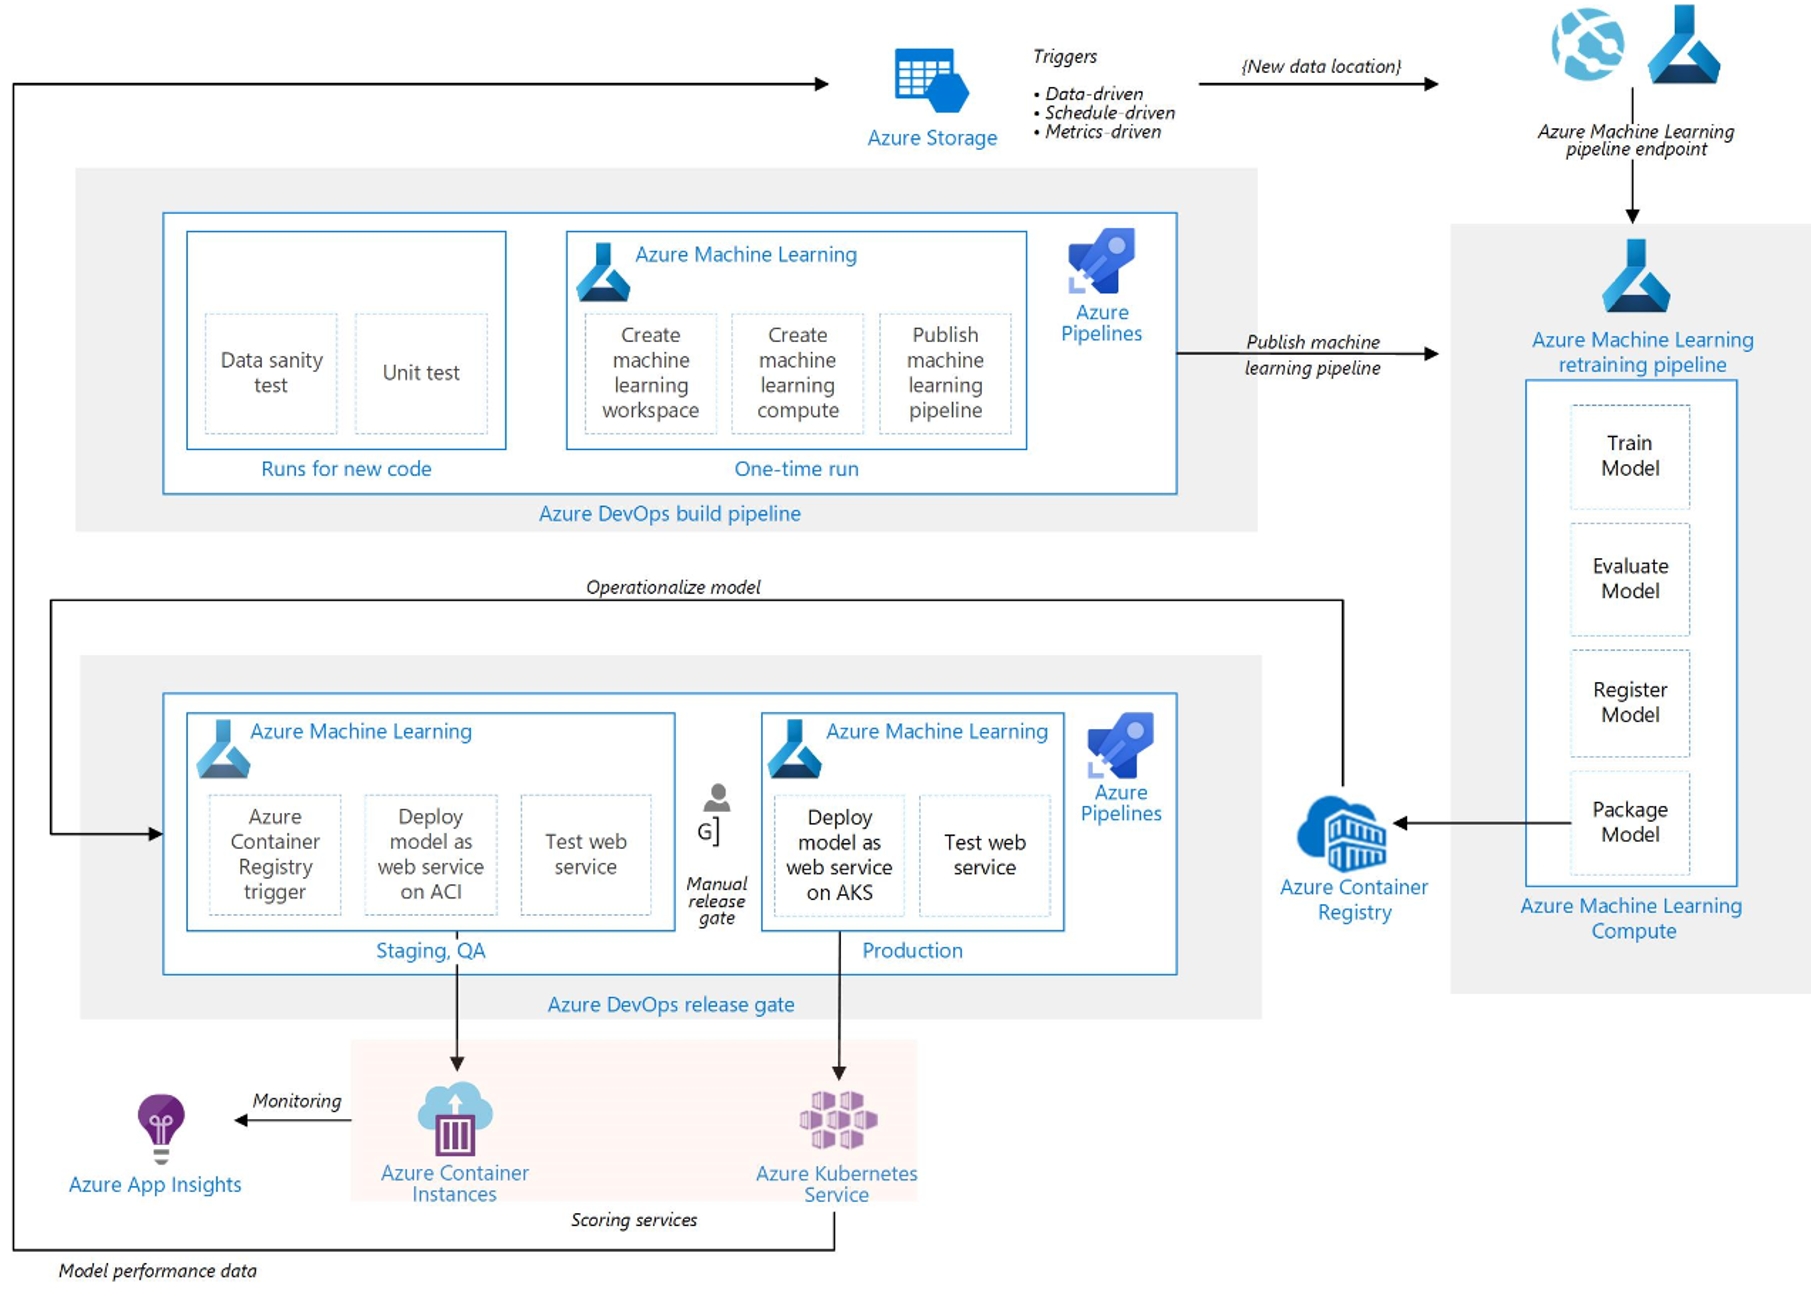 Triggers
• Data-driven
• Schedule-driven
• Metrics-driven
Azure Storage
{New data location}
Azure Machine Learning
pipeline endpoint
Azure Machine Learning
Data sanity
test
Unit test
Create
machine
learning
workspace
Create
machine
learning
compute
Publish
machine
learning
pipeline
Azure
Pipelines
Runs for new code
One-time run
Azure DevOps build pipeline
Publish machine
learning pipeline
Azure Machine Learning
retraining pipeline
Train
Model
Evaluate
Model
Register
Model
Package
Model
Azure Machine Learning
Compute
Azure Container
Registry
Operationalize model
Azure Machine Learning
Azure
Container
Registry
trigger
Deploy
model as
web service
on ACI
Test web
service
Staging, QA
G]
Manual
release
gate
Azure Machine Learning
Deploy
model as
web service
on AKS
Test web
service
Production
Azure
Pipelines
Azure DevOps release gate
Monitoring
Azure App Insights
Azure Container
Instances
Azure Kubernetes
Service
Scoring services
Model performance data